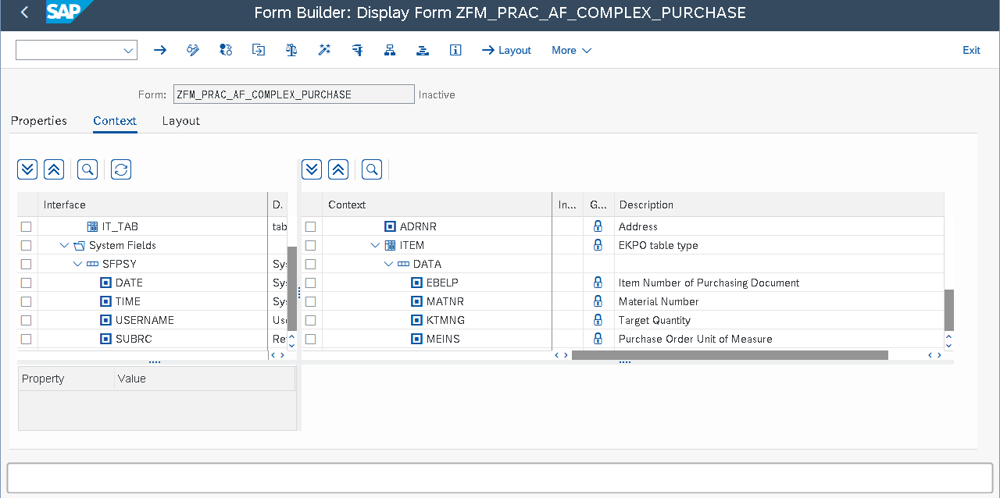 SAP
Form Builder: Display Form ZFM_PRAC_AF_COMPLEX_PURCHASE
Layout
More
Exit
Form: ZFM_PRAC_AF_COMPLEX_PURCHASE Inactive
Properties Context Layout
Interface D. Context In... G... Description
IT_TAB tab ADRNR Address
System Fields ITEM EKPO table type
SFPSY Sy DATA
DATE Sy EBELP Item Number of Purchasing Document
TIME Sy MATNR Material Number
USERNAME Us KTMNG Target Quantity
SUBRC Re MEINS Purchase Order Unit of Measure
Property Value